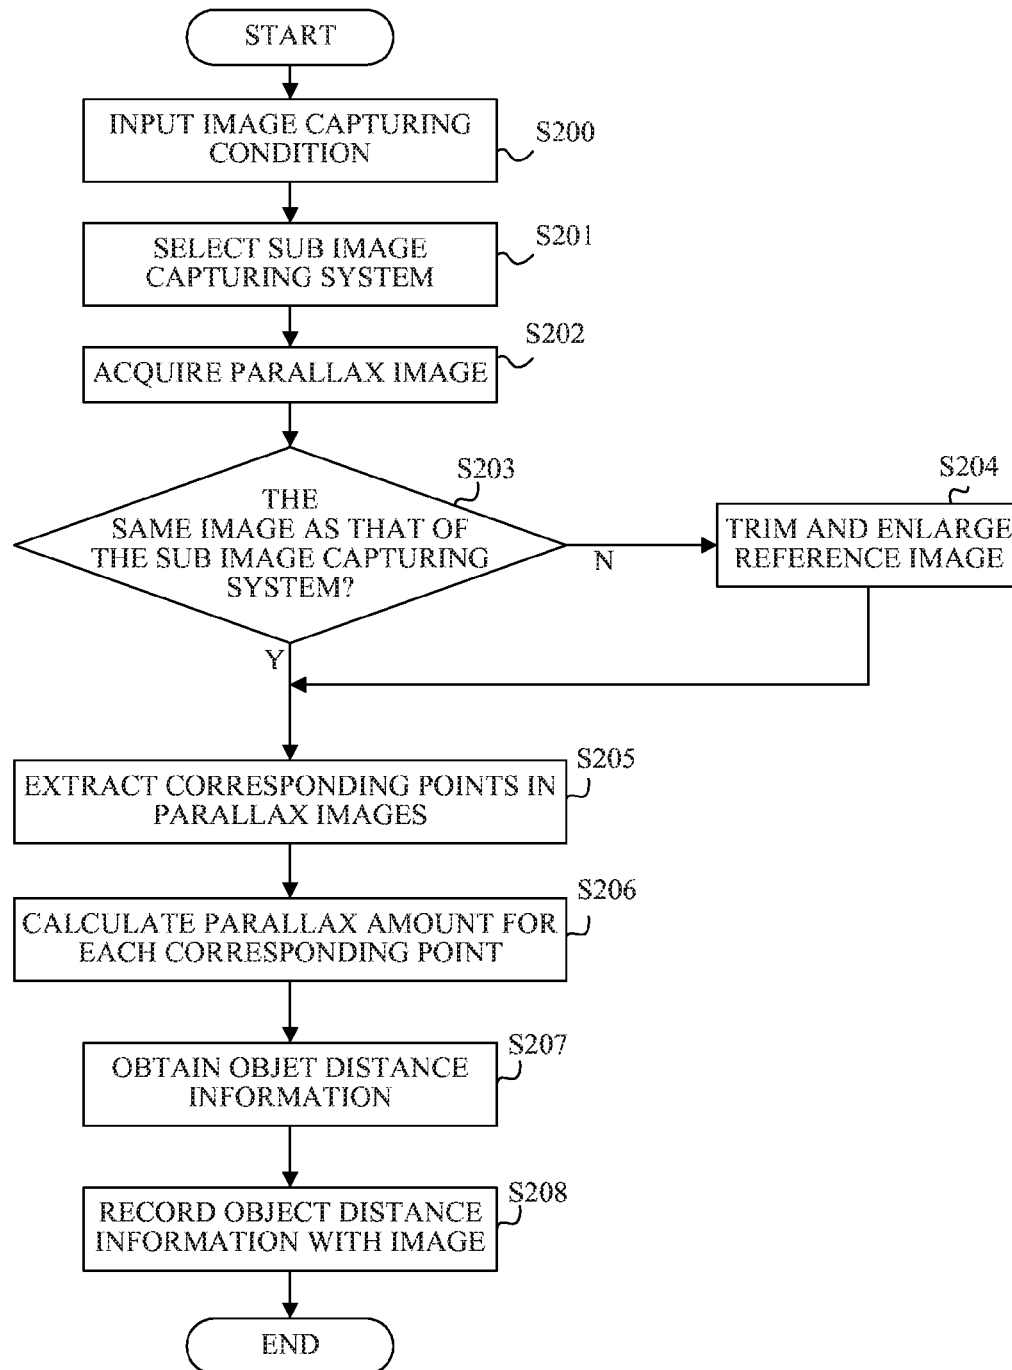 START
INPUT IMAGE CAPTURING
CONDITION
S200
SELECT SUB IMAGE
CAPTURING SYSTEM
S201
ACQUIRE PARALLAX IMAGE
S202
THE
SAME IMAGE AS THAT OF
THE SUB IMAGE CAPTURING
SYSTEM?
S203
N
Y
TRIM AND ENLARGE
REFERENCE IMAGE
S204
EXTRACT CORRESPONDING POINTS IN
PARALLAX IMAGES
S205
CALCULATE PARALLAX AMOUNT FOR
EACH CORRESPONDING POINT
S206
OBTAIN OBJET DISTANCE
INFORMATION
S207
RECORD OBJECT DISTANCE
INFORMATION WITH IMAGE
S208
END